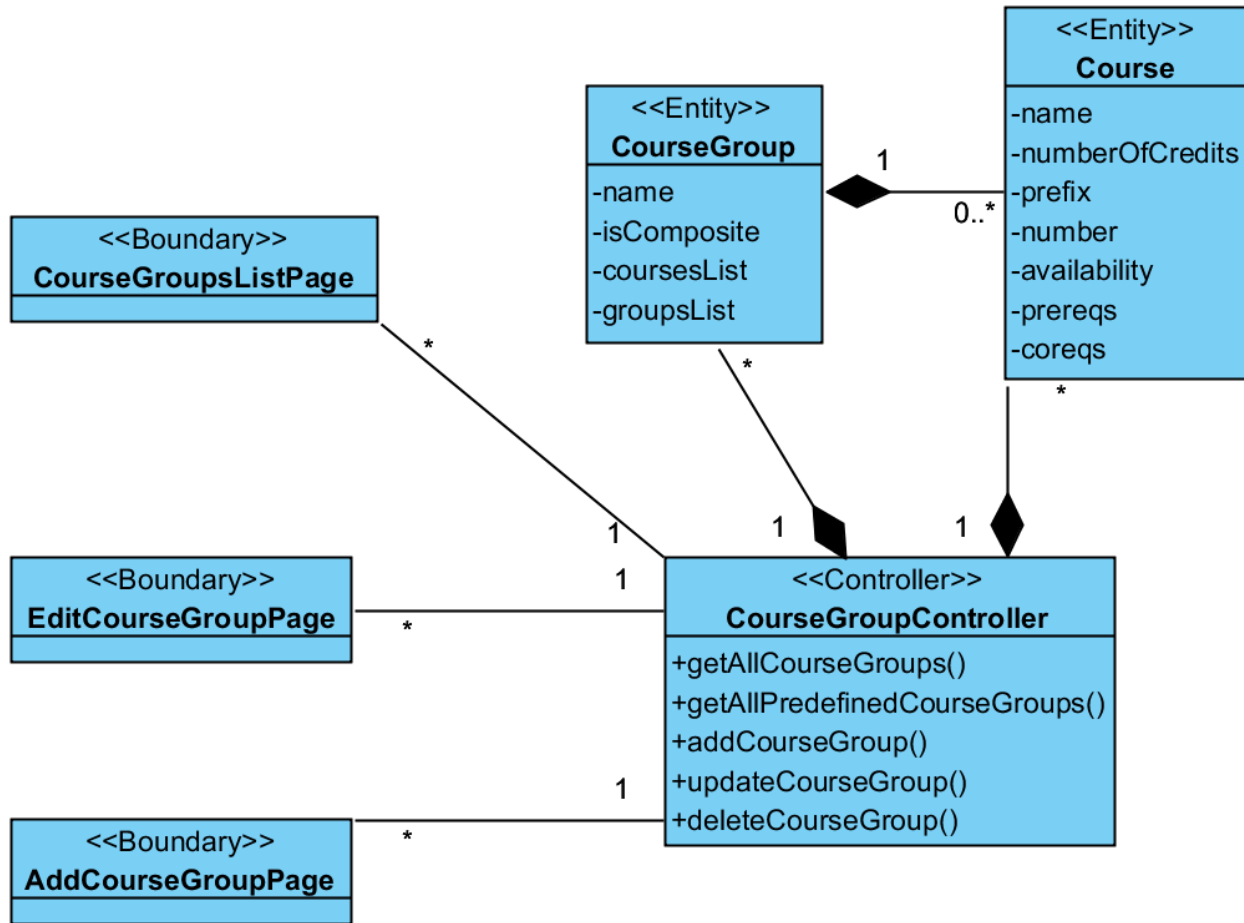 <<Entity>>
Course
-name
-numberOfCredits
-prefix
-number
-availability
-prereqs
-coreqs
<<Entity>>
CourseGroup
-name
-isComposite
-coursesList
-groupsList
1
0..*
<<Boundary>>
CourseGroupsListPage
*
1
*
1
*
1
<<Boundary>>
EditCourseGroupPage
*
1
<<Controller>>
CourseGroupController
+getAllCourseGroups()
+getAllPredefinedCourseGroups()
+addCourseGroup()
+updateCourseGroup()
+deleteCourseGroup()
<<Boundary>>
AddCourseGroupPage
*
1